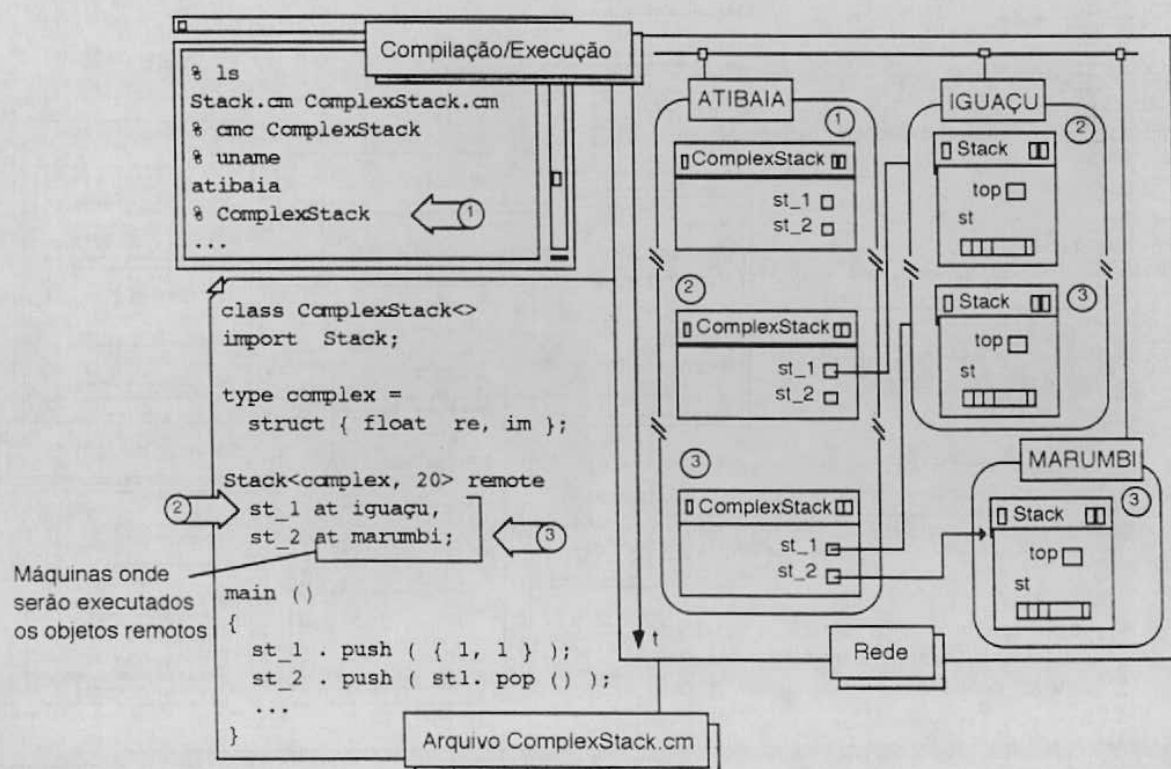 Compilação/Execução
% ls
Stack.cm ComplexStack.cm
% cmc ComplexStack
% uname
atibaia
% ComplexStack
1
...
class ComplexStack<>
import Stack;
type complex =
struct { float re, im };
Stack<complex, 20> remote
2
st_1 at iguaçu,
st_2 at marumbi;
3
Máquinas onde
serão executados
os objetos remotos
main ()
{
st_1 . push ( { 1, 1 } );
st_2 . push ( st1. pop () );
...
}
Arquivo ComplexStack.cm
ATIBAIA
1
ComplexStack
st_1
st_2
2
ComplexStack
st_1
st_2
3
ComplexStack
st_1
st_2
t
IGUAÇU
2
Stack
top
st
Stack
3
top
st
MARUMBI
3
Stack
top
st
Rede